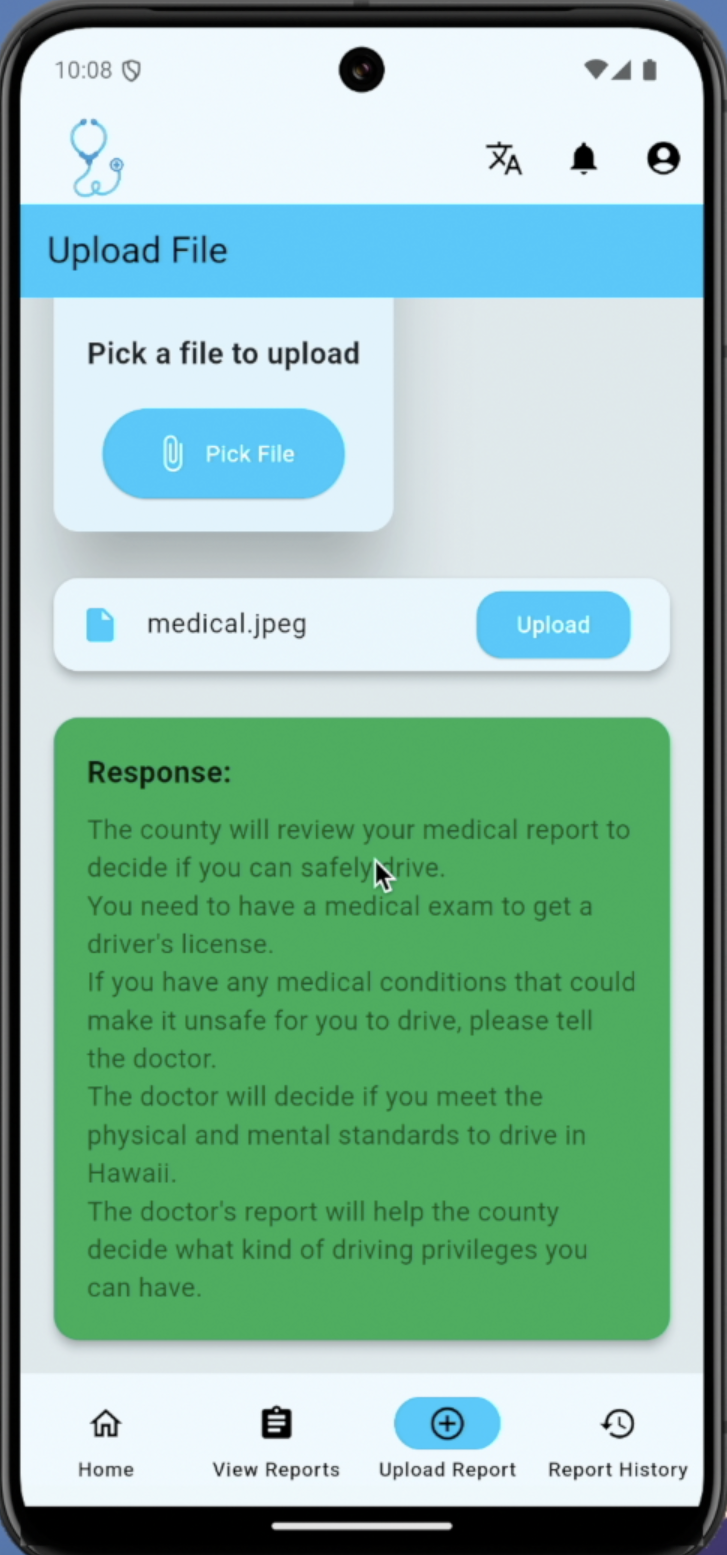 10:08
Upload File
Pick a file to upload
Pick File
medical.jpeg
Upload
Response:
The county will review your medical report to
decide if you can safely drive.
You need to have a medical exam to get a
driver's license.
If you have any medical conditions that could
make it unsafe for you to drive, please tell
the doctor.
The doctor will decide if you meet the
physical and mental standards to drive in
Hawaii.
The doctor's report will help the county
decide what kind of driving privileges you
can have.
Home
View Reports
Upload Report
Report History